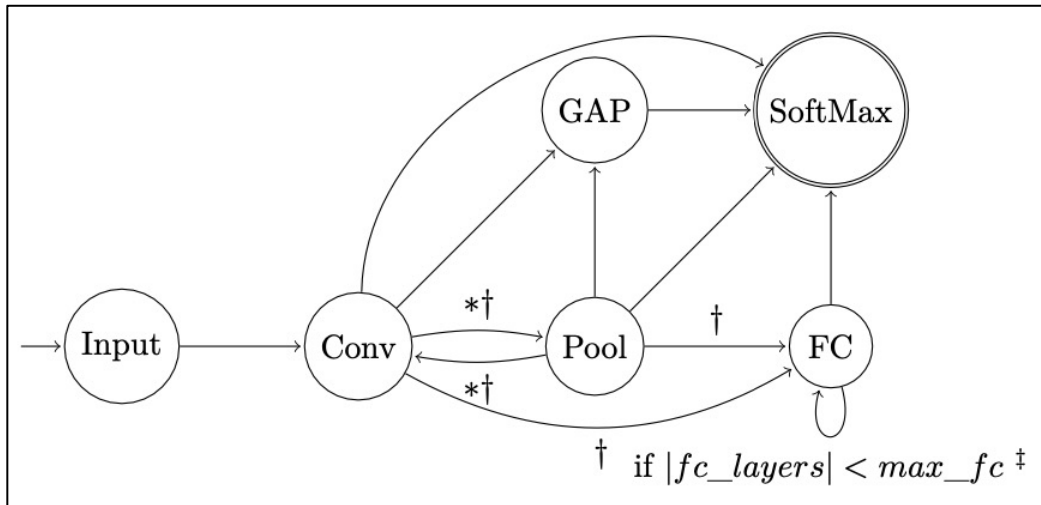 GAP
SoftMax
*†
†
Input
Conv
Pool
FC
*†
†
if |fc_layers| < max_fc ‡